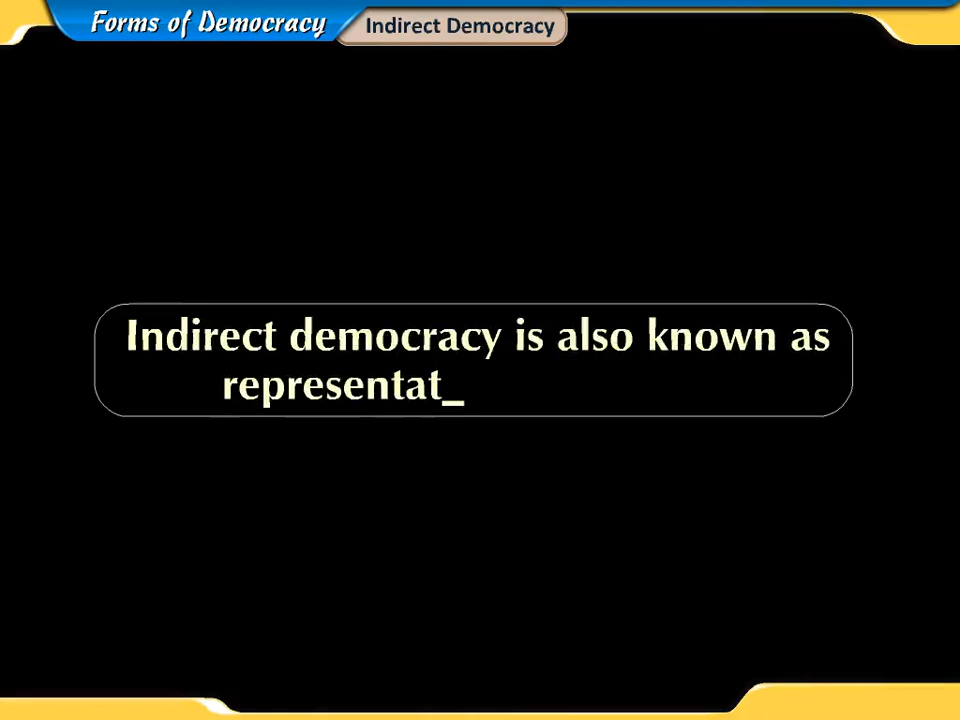 Forms of Democracy
Indirect Democracy
Indirect democracy is also known as
representat_